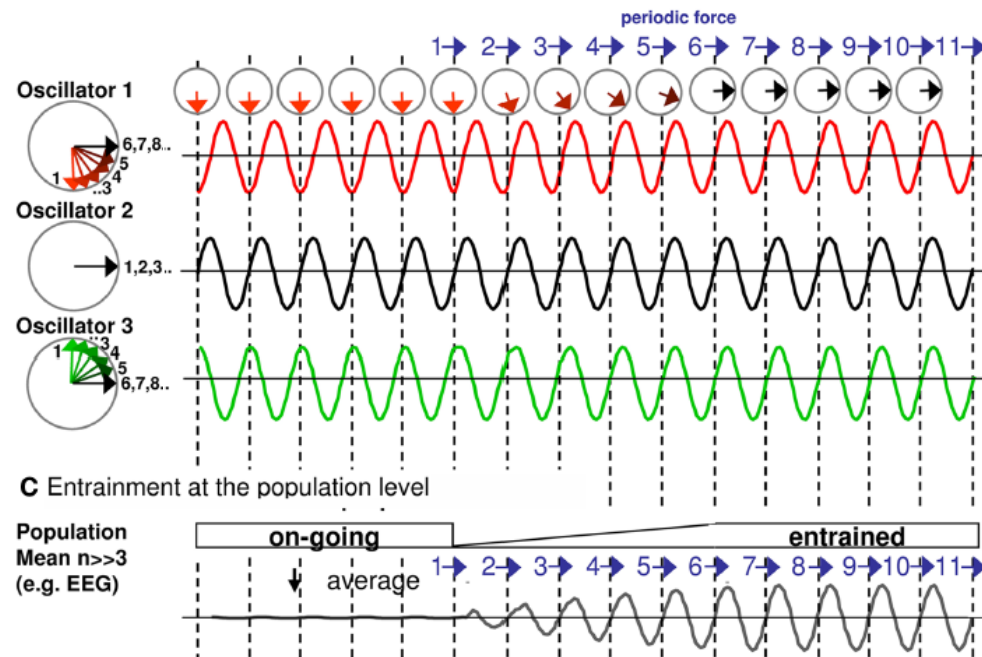 periodic force
1 2 3 4 5 6 7 8 9 10 11
Oscillator 1
6,7,8..
5
4
..3
1
Oscillator 2
1,2,3..
Oscillator 3
..3
1
4
5
6,7,8..
C Entrainment at the population level
Population
Mean n>>3
(e.g. EEG)
on-going
entrained
1 2 3 4 5 6 7 8 9 10 11
average